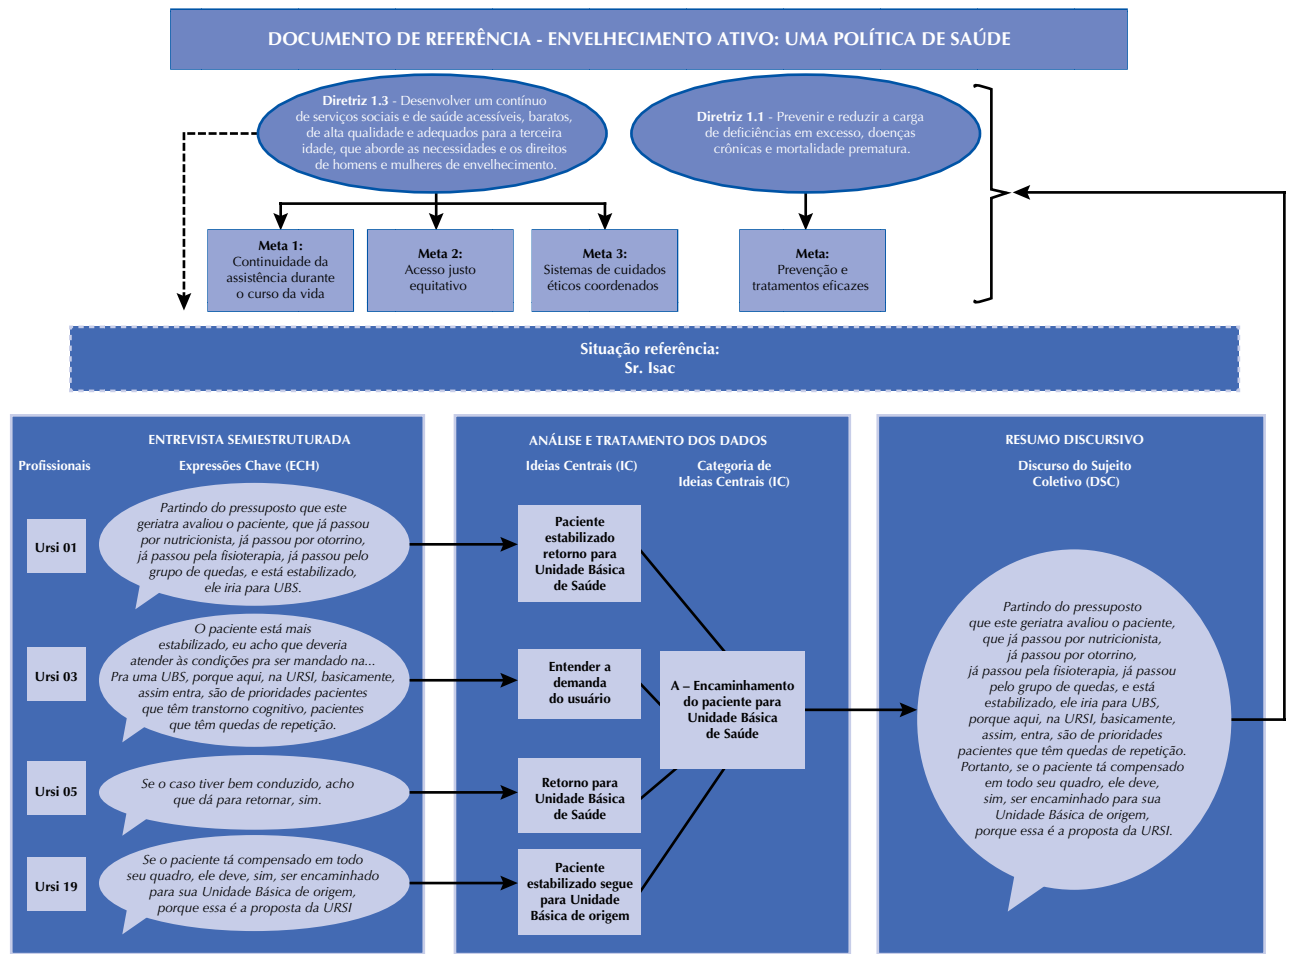 DOCUMENTO DE REFERÊNCIA - ENVELHECIMENTO ATIVO: UMA POLÍTICA DE SAÚDE
Diretriz 1.3 - Desenvolver um contínuo
de serviços sociais e de saúde acessíveis, baratos,
de alta qualidade e adequados para a terceira
idade, que aborde as necessidades e os direitos
de homens e mulheres de envelhecimento.
Diretriz 1.1 - Prevenir e reduzir a carga
de deficiências em excesso, doenças
crônicas e mortalidade prematura.
Meta 1:
Continuidade da
assistência durante
o curso da vida
Meta 2:
Acesso justo
equitativo
Meta 3:
Sistemas de cuidados
éticos coordenados
Meta:
Prevenção e
tratamentos eficazes
Situação referência:
Sr. Isac
ENTREVISTA SEMIESTRUTURADA
Profissionais
Expressões Chave (ECH)
Ursi 01
Partindo do pressuposto que este
geriatra avaliou o paciente, que já passou
por nutricionista, já passou por otorrino,
já passou pela fisioterapia, já passou pelo
grupo de quedas, e está estabilizado,
ele iria para UBS.
Ursi 03
O paciente está mais
estabilizado, eu acho que deveria
atender às condições pra ser mandado na...
Pra uma UBS, porque aqui, na URSI, basicamente,
assim entra, são de prioridades pacientes
que têm transtorno cognitivo, pacientes
que têm quedas de repetição.
Ursi 05
Se o caso tiver bem conduzido, acho
que dá para retornar, sim.
Ursi 19
Se o paciente tá compensado em todo
seu quadro, ele deve, sim, ser encaminhado
para sua Unidade Básica de origem,
porque essa é a proposta da URSI
ANÁLISE E TRATAMENTO DOS DADOS
Ideias Centrais (IC)
Categoria de
Ideias Centrais (IC)
Paciente
estabilizado
retorno para
Unidade Básica
de Saúde
Entender a
demanda
do usuário
Retorno para
Unidade Básica
de Saúde
Paciente
estabilizado segue
para Unidade
Básica de origem
A – Encaminhamento
do paciente para
Unidade Básica
de Saúde
RESUMO DISCURSIVO
Discurso do Sujeito
Coletivo (DSC)
Partindo do pressuposto
que este geriatra avaliou o paciente,
que já passou por nutricionista,
já passou por otorrino,
já passou pela fisioterapia, já passou
pelo grupo de quedas, e está
estabilizado, ele iria para UBS,
porque aqui, na URSI, basicamente,
assim, entra, são de prioridades
pacientes que têm quedas de repetição.
Portanto, se o paciente tá compensado
em todo seu quadro, ele deve,
sim, ser encaminhado para sua
Unidade Básica de origem,
porque essa é a proposta da URSI.